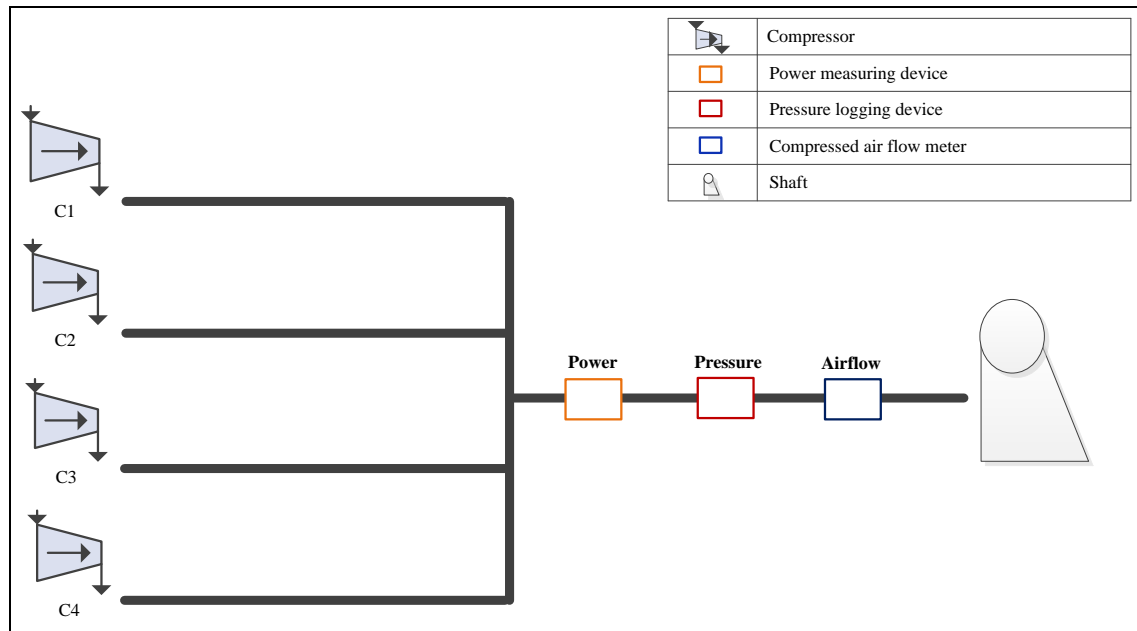 Compressor
Power measuring device
Pressure logging device
Compressed air flow meter
Shaft
C1
C2
Power
Pressure
Airflow
C3
C4